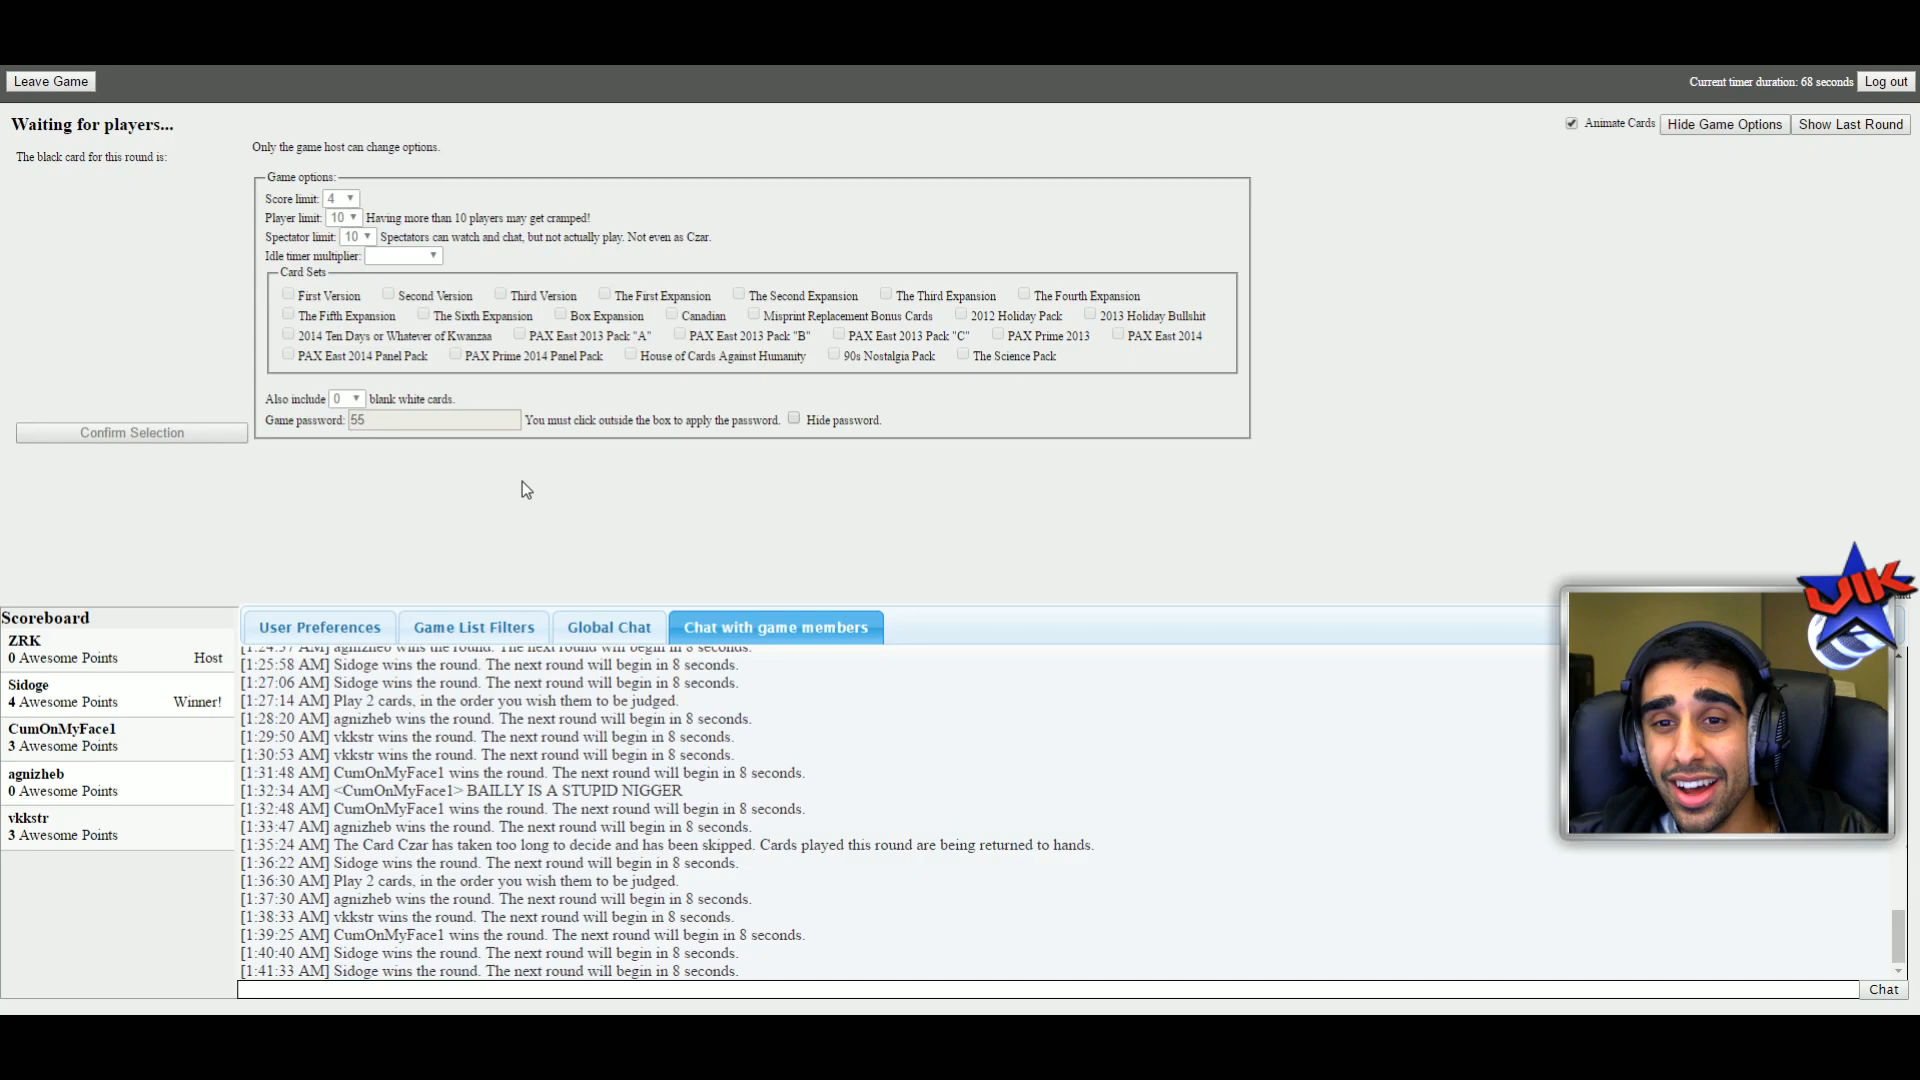 Leave Game
Current timer duration: 68 seconds
Log out
Waiting for players...
Animate Cards
Hide Game Options
Show Last Round
The black card for this round is:
Only the game host can change options.
Game options:
Score limit: 4
Player limit: 10 Having more than 10 players may get cramped!
Spectator limit: 10 Spectators can watch and chat, but not actually play. Not even as Czar.
Idle timer multiplier:
Card Sets
First Version Second Version Third Version The First Expansion The Second Expansion The Third Expansion The Fourth Expansion
The Fifth Expansion The Sixth Expansion Box Expansion Canadian Misprint Replacement Bonus Cards 2012 Holiday Pack 2013 Holiday Bullshit
2014 Ten Days or Whatever of Kwanzaa PAX East 2013 Pack "A" PAX East 2013 Pack "B" PAX East 2013 Pack "C" PAX Prime 2013 PAX East 2014
PAX East 2014 Panel Pack PAX Prime 2014 Panel Pack House of Cards Against Humanity 90s Nostalgia Pack The Science Pack
Also include 0 blank white cards.
Game password: 55 You must click outside the box to apply the password. Hide password.
Confirm Selection
VIK
Scoreboard
ZRK
0 Awesome Points Host
Sidoge
4 Awesome Points Winner!
CumOnMyFace1
3 Awesome Points
agnizheb
0 Awesome Points
vkkstr
3 Awesome Points
User Preferences
Game List Filters
Global Chat
Chat with game members
[1:24:57 AM] agnizheb wins the round. The next round will begin in 8 seconds.
[1:25:58 AM] Sidoge wins the round. The next round will begin in 8 seconds.
[1:27:06 AM] Sidoge wins the round. The next round will begin in 8 seconds.
[1:27:14 AM] Play 2 cards, in the order you wish them to be judged.
[1:28:20 AM] agnizheb wins the round. The next round will begin in 8 seconds.
[1:29:50 AM] vkkstr wins the round. The next round will begin in 8 seconds.
[1:30:53 AM] vkkstr wins the round. The next round will begin in 8 seconds.
[1:31:48 AM] CumOnMyFace1 wins the round. The next round will begin in 8 seconds.
[1:32:34 AM] <CumOnMyFace1> BAILLY IS A STUPID NIGGER
[1:32:48 AM] CumOnMyFace1 wins the round. The next round will begin in 8 seconds.
[1:33:47 AM] agnizheb wins the round. The next round will begin in 8 seconds.
[1:35:24 AM] The Card Czar has taken too long to decide and has been skipped. Cards played this round are being returned to hands.
[1:36:22 AM] Sidoge wins the round. The next round will begin in 8 seconds.
[1:36:30 AM] Play 2 cards, in the order you wish them to be judged.
[1:37:30 AM] agnizheb wins the round. The next round will begin in 8 seconds.
[1:38:33 AM] vkkstr wins the round. The next round will begin in 8 seconds.
[1:39:25 AM] CumOnMyFace1 wins the round. The next round will begin in 8 seconds.
[1:40:40 AM] Sidoge wins the round. The next round will begin in 8 seconds.
[1:41:33 AM] Sidoge wins the round. The next round will begin in 8 seconds.
Chat